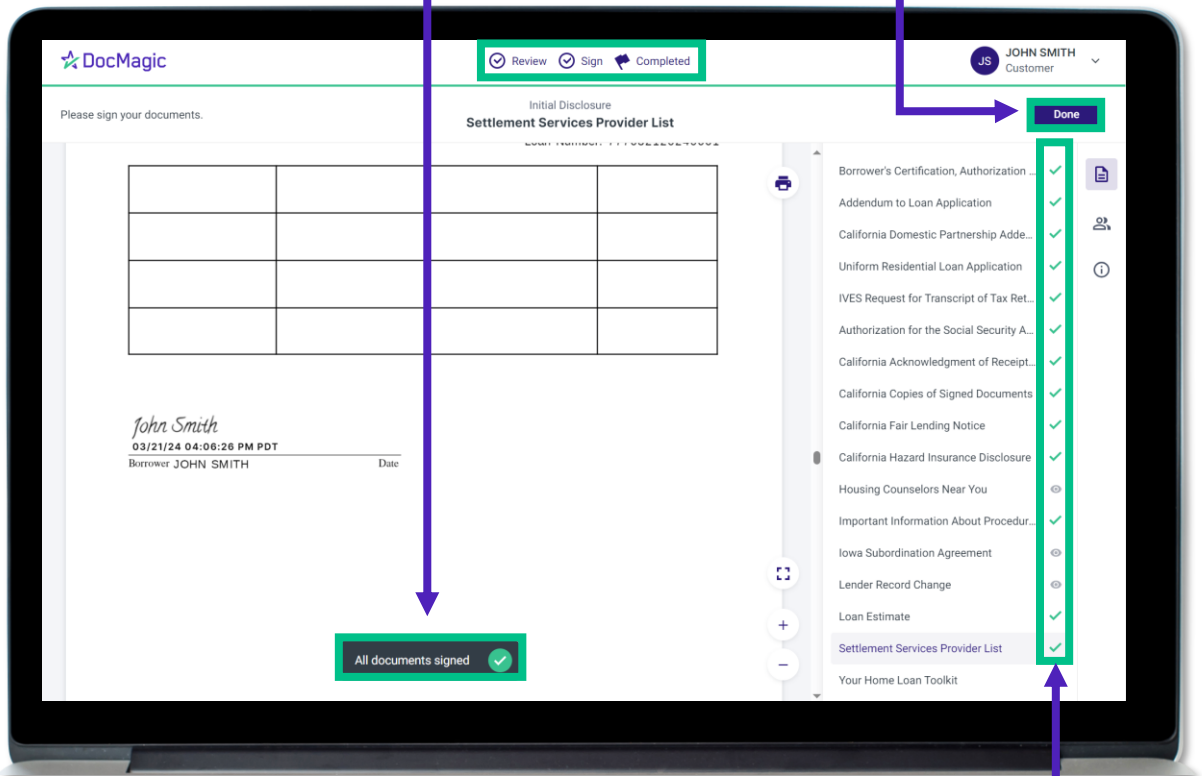 DocMagic
Review Sign Completed
JS
JOHN SMITH
Customer
Please sign your documents.
Initial Disclosure
Settlement Services Provider List
Done
Borrower's Certification, Authorization ...
Addendum to Loan Application
California Domestic Partnership Adde...
Uniform Residential Loan Application
IVES Request for Transcript of Tax Ret...
Authorization for the Social Security A...
California Acknowledgment of Receipt...
California Copies of Signed Documents
California Fair Lending Notice
California Hazard Insurance Disclosure
Housing Counselors Near You
Important Information About Procedur...
Iowa Subordination Agreement
Lender Record Change
Loan Estimate
Settlement Services Provider List
Your Home Loan Toolkit
John Smith
03/21/24 04:06:26 PM PDT
Borrower JOHN SMITH Date
All documents signed